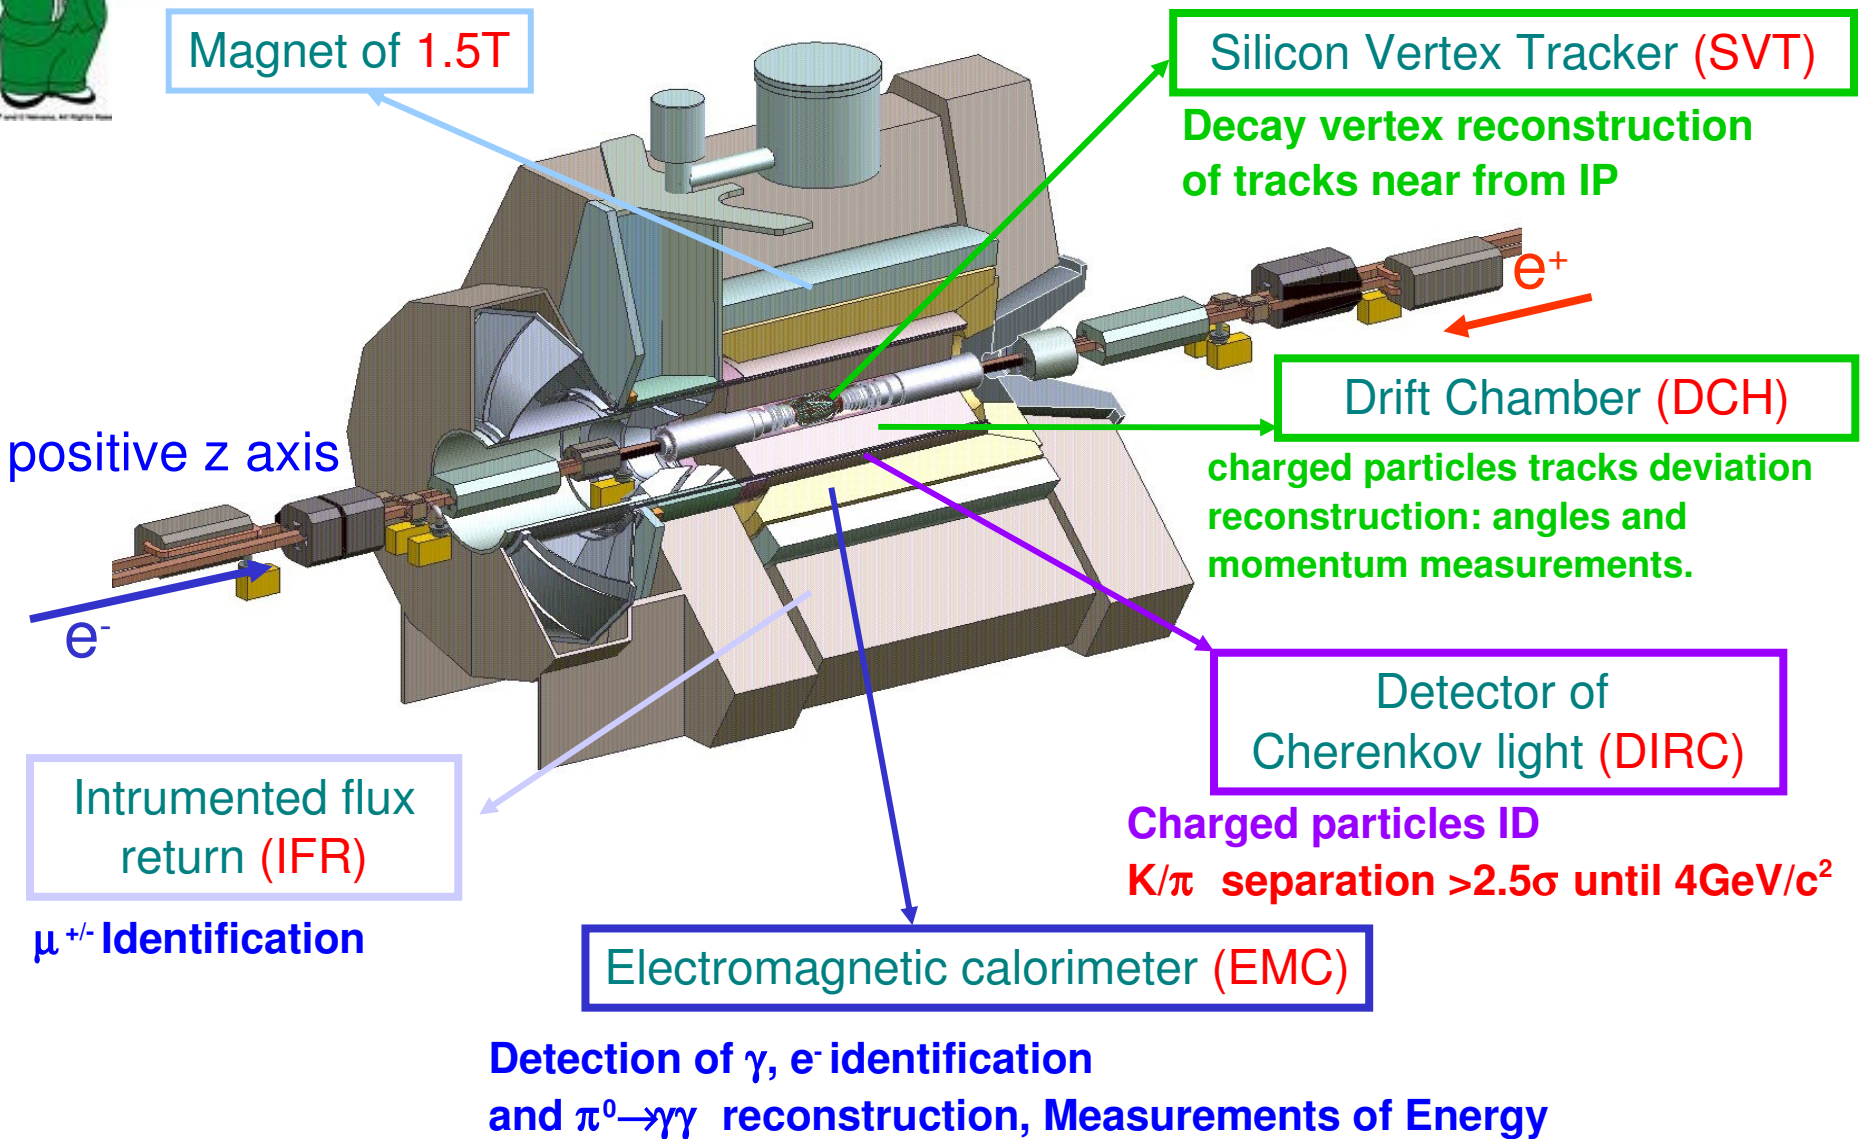 Magnet of 1.5T
Silicon Vertex Tracker (SVT)
Decay vertex reconstruction
of tracks near from IP
e⁺
Drift Chamber (DCH)
charged particles tracks deviation
reconstruction: angles and
momentum measurements.
positive z axis
e⁻
Detector of
Cherenkov light (DIRC)
Charged particles ID
K/π separation >2.5σ until 4GeV/c²
Intrumented flux
return (IFR)
μ⁺/⁻ Identification
Electromagnetic calorimeter (EMC)
Detection of γ, e⁻ identification
and π⁰→γγ reconstruction, Measurements of Energy